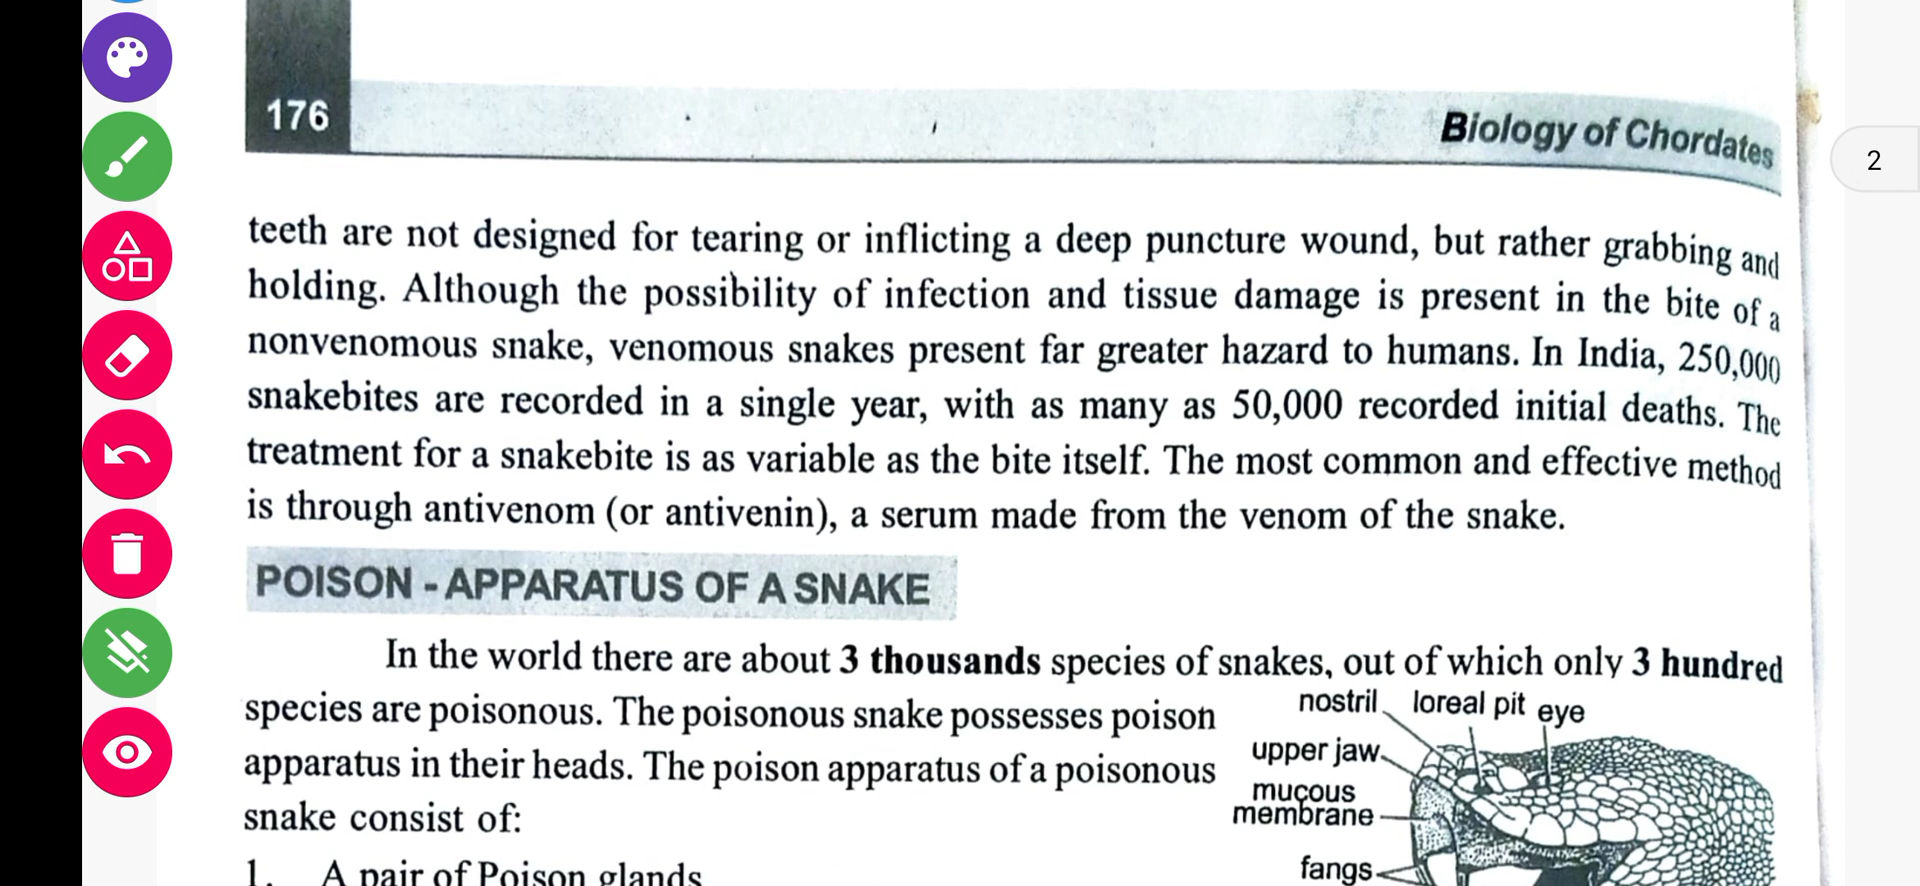 176
Biology of Chordates
2
teeth are not designed for tearing or inflicting a deep puncture wound, but rather grabbing and
holding. Although the possibility of infection and tissue damage is present in the bite of a
nonvenomous snake, venomous snakes present far greater hazard to humans. In India, 250,000
snakebites are recorded in a single year, with as many as 50,000 recorded initial deaths. The
treatment for a snakebite is as variable as the bite itself. The most common and effective method
is through antivenom (or antivenin), a serum made from the venom of the snake.
POISON - APPARATUS OF A SNAKE
In the world there are about 3 thousands species of snakes, out of which only 3 hundred
species are poisonous. The poisonous snake possesses poison
apparatus in their heads. The poison apparatus of a poisonous
snake consist of:
1. A pair of Poison glands
nostril loreal pit eye
upper jaw
mucous
membrane
fangs